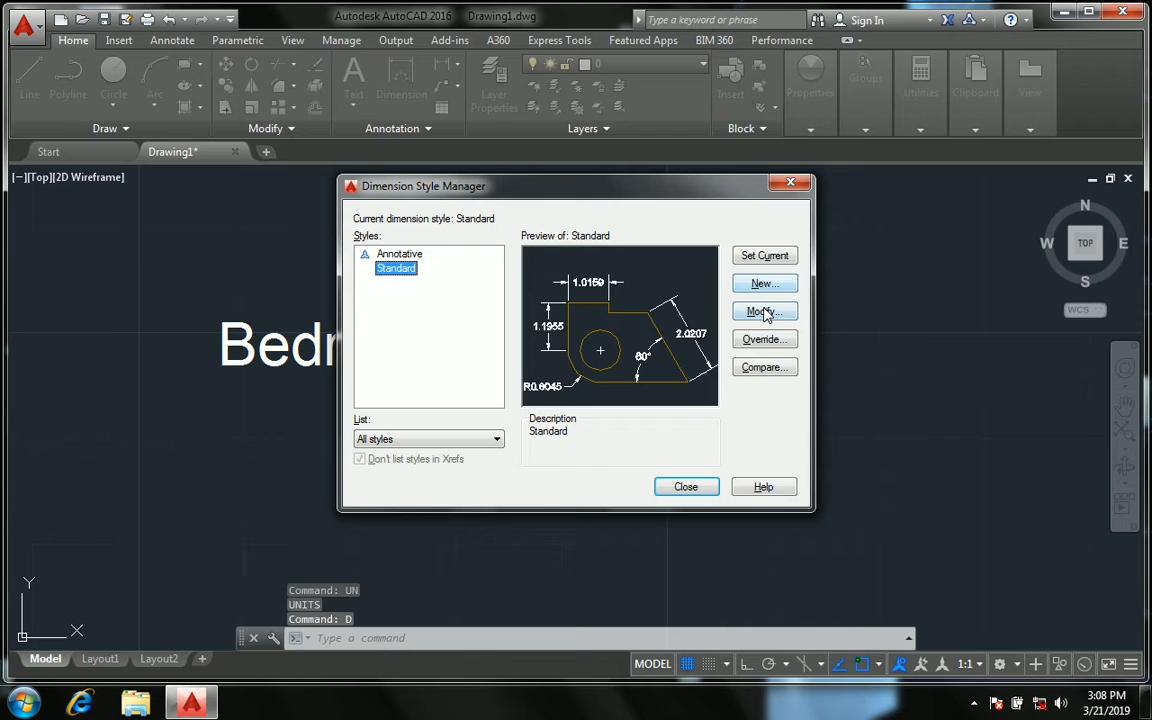 Autodesk AutoCAD 2016 Drawing1.dwg
Type a keyword or phrase
Sign In
Home Insert Annotate Parametric View Manage Output Add-ins A360 Express Tools Featured Apps BIM 360 Performance
Line Polyline Circle Arc
Text Dimension
Layer
Properties
0
Insert
Properties
Groups
Utilities
Clipboard
View
Draw Modify Annotation Layers Block
Start Drawing1*
[−][Top][2D Wireframe]
Dimension Style Manager
Current dimension style: Standard
Styles:
Annotative
Standard
Preview of: Standard
1.0159
1.1955
2.0207
60°
R0.8045
Set Current
New...
Modify...
Override...
Compare...
List:
All styles
Don't list styles in Xrefs
Description
Standard
Close
Help
Bedr
N
W
TOP
E
S
WCS
Y
X
Command: UN
UNITS
Command: D
Type a command
Model Layout1 Layout2
MODEL
1:1
3:08 PM
3/21/2019